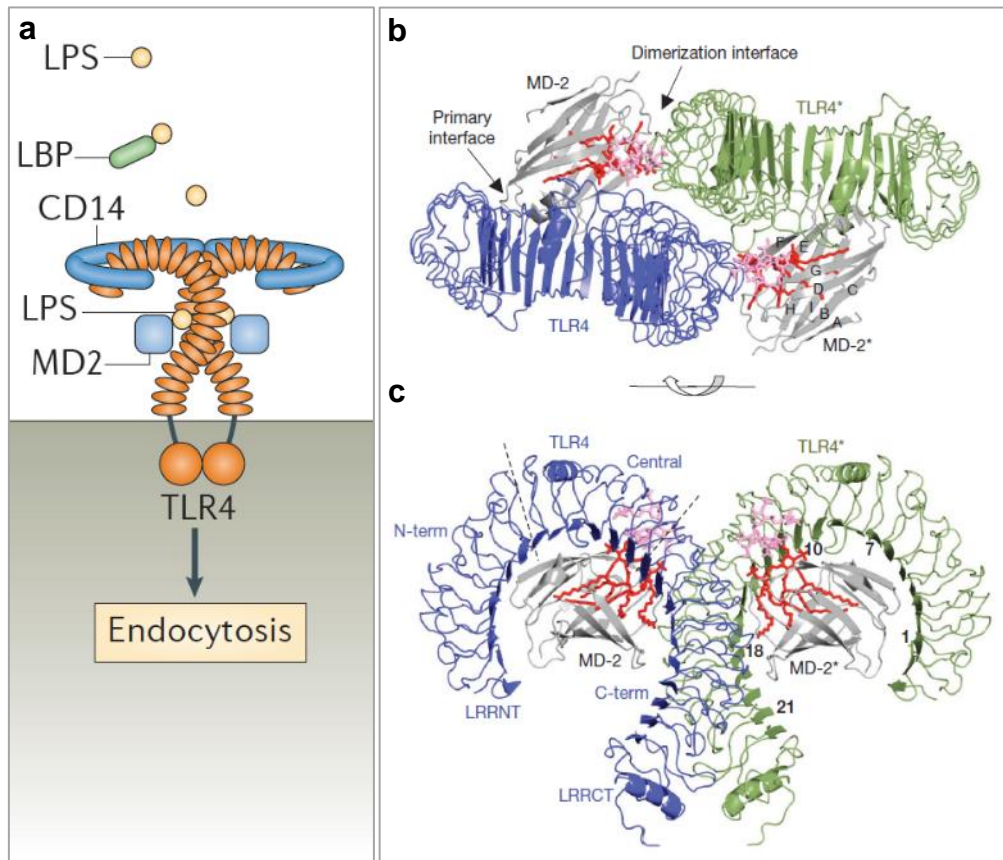 a
LPS
LBP
CD14
LPS
MD2
TLR4
Endocytosis
b
Dimerization interface
MD-2
TLR4*
Primary
interface
F
E
G
D
C
H
I
B
A
TLR4
MD-2*
c
TLR4
TLR4*
Central
N-term
10
7
1
MD-2
18
MD-2*
C-term
21
LRRNT
LRRCT